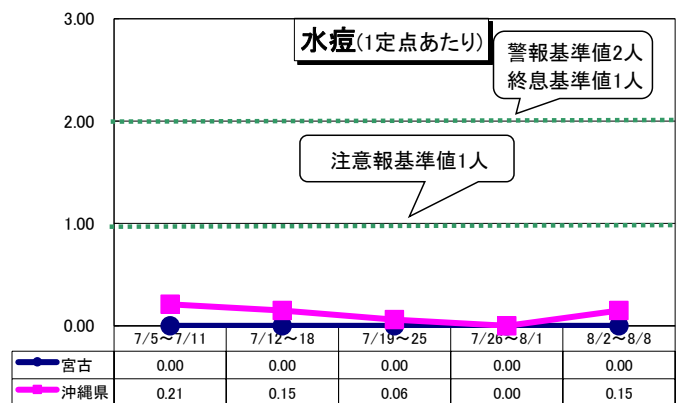 3.00
水痘(1定点あたり)
警報基準値2人
終息基準値1人
2.00
注意報基準値1人
1.00
0.00
7/5～7/11 7/12～18 7/19～25 7/26～8/1 8/2～8/8
宮古 0.00 0.00 0.00 0.00 0.00
沖縄県 0.21 0.15 0.06 0.00 0.15